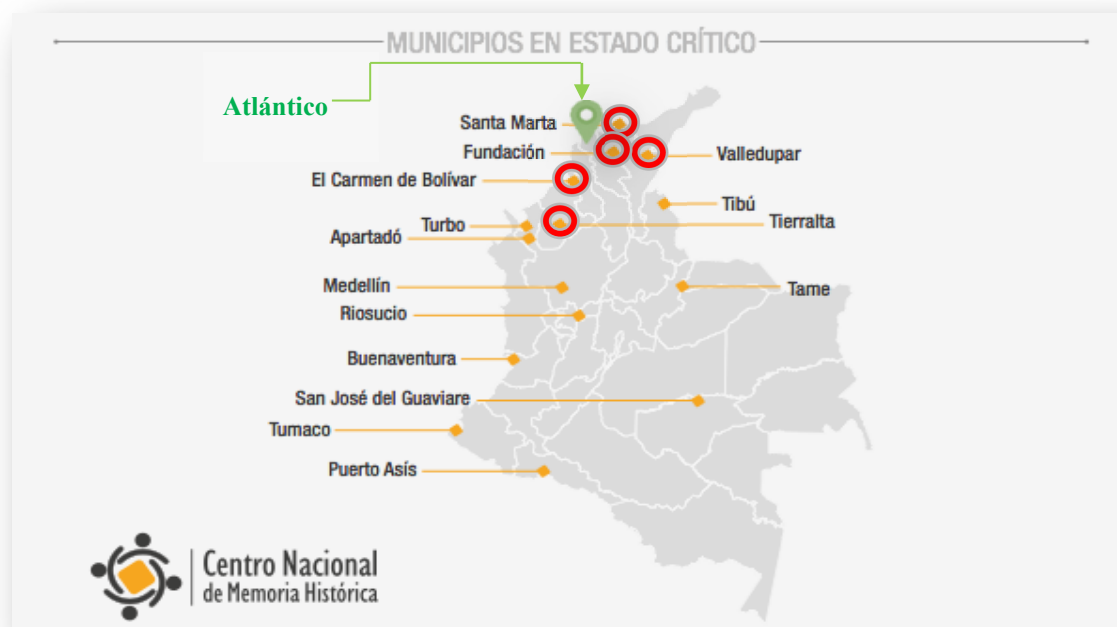 MUNICIPIOS EN ESTADO CRÍTICO
Atlántico
Santa Marta
Fundación
Valledupar
El Carmen de Bolívar
Tibú
Turbo
Tierralta
Apartadó
Medellín
Tame
Riosucio
Buenaventura
San José del Guaviare
Tumaco
Puerto Asís
Centro Nacional
de Memoria Histórica